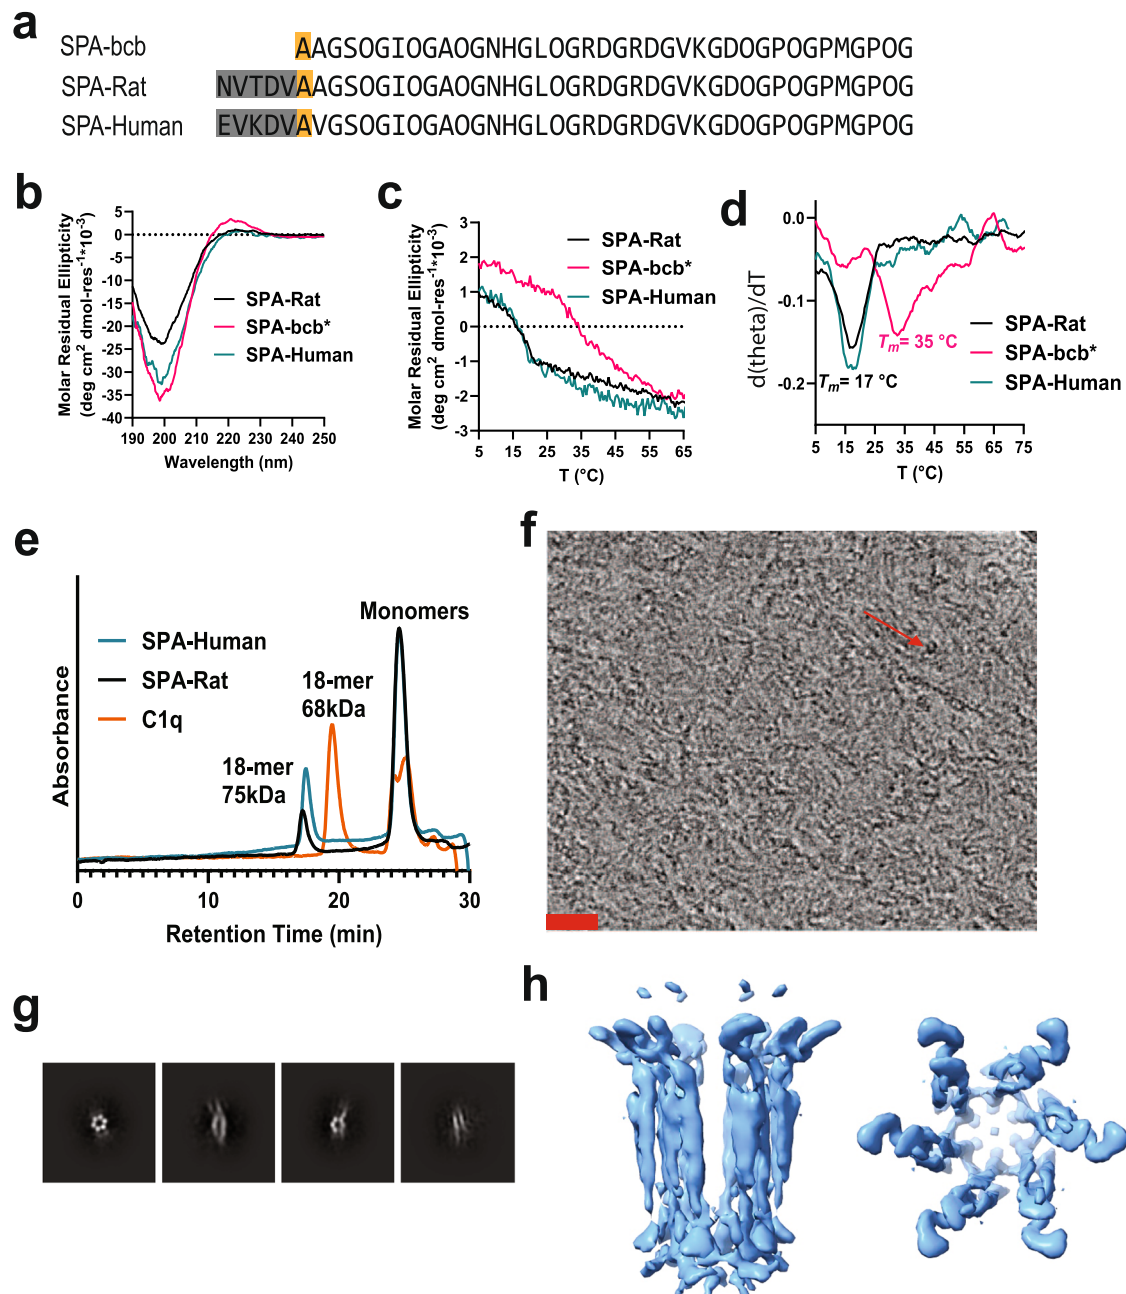 a
SPA-bcb AAGSOGIOGAOGNHGLOGRDGRDGVKGDOGPOGPMGPOG
SPA-Rat NVTDVAAGSOGIOGAOGNHGLOGRDGRDGVKGDOGPOGPMGPOG
SPA-Human EVKDVAVGSOGIOGAOGNHGLOGRDGRDGVKGDOGPOGPMGPOG
b
Molar Residual Ellipticity
(deg cm² dmol-res⁻¹*10⁻³)
5
0
-5
-10
-15
-20
-25
-30
-35
-40
190 200 210 220 230 240 250
Wavelength (nm)
SPA-Rat
SPA-bcb*
SPA-Human
c
Molar Residual Ellipticity
(deg cm² dmol-res⁻¹*10⁻³)
3
2
1
0
-1
-2
-3
5 15 25 35 45 55 65
T (°C)
SPA-Rat
SPA-bcb*
SPA-Human
d
d(theta)/dT
0.0
-0.1
-0.2
5 15 25 35 45 55 65 75
T (°C)
Tm= 35 °C
Tm= 17 °C
SPA-Rat
SPA-bcb*
SPA-Human
e
Absorbance
SPA-Human
SPA-Rat
C1q
Monomers
18-mer
68kDa
18-mer
75kDa
0 10 20 30
Retention Time (min)
f
g
h